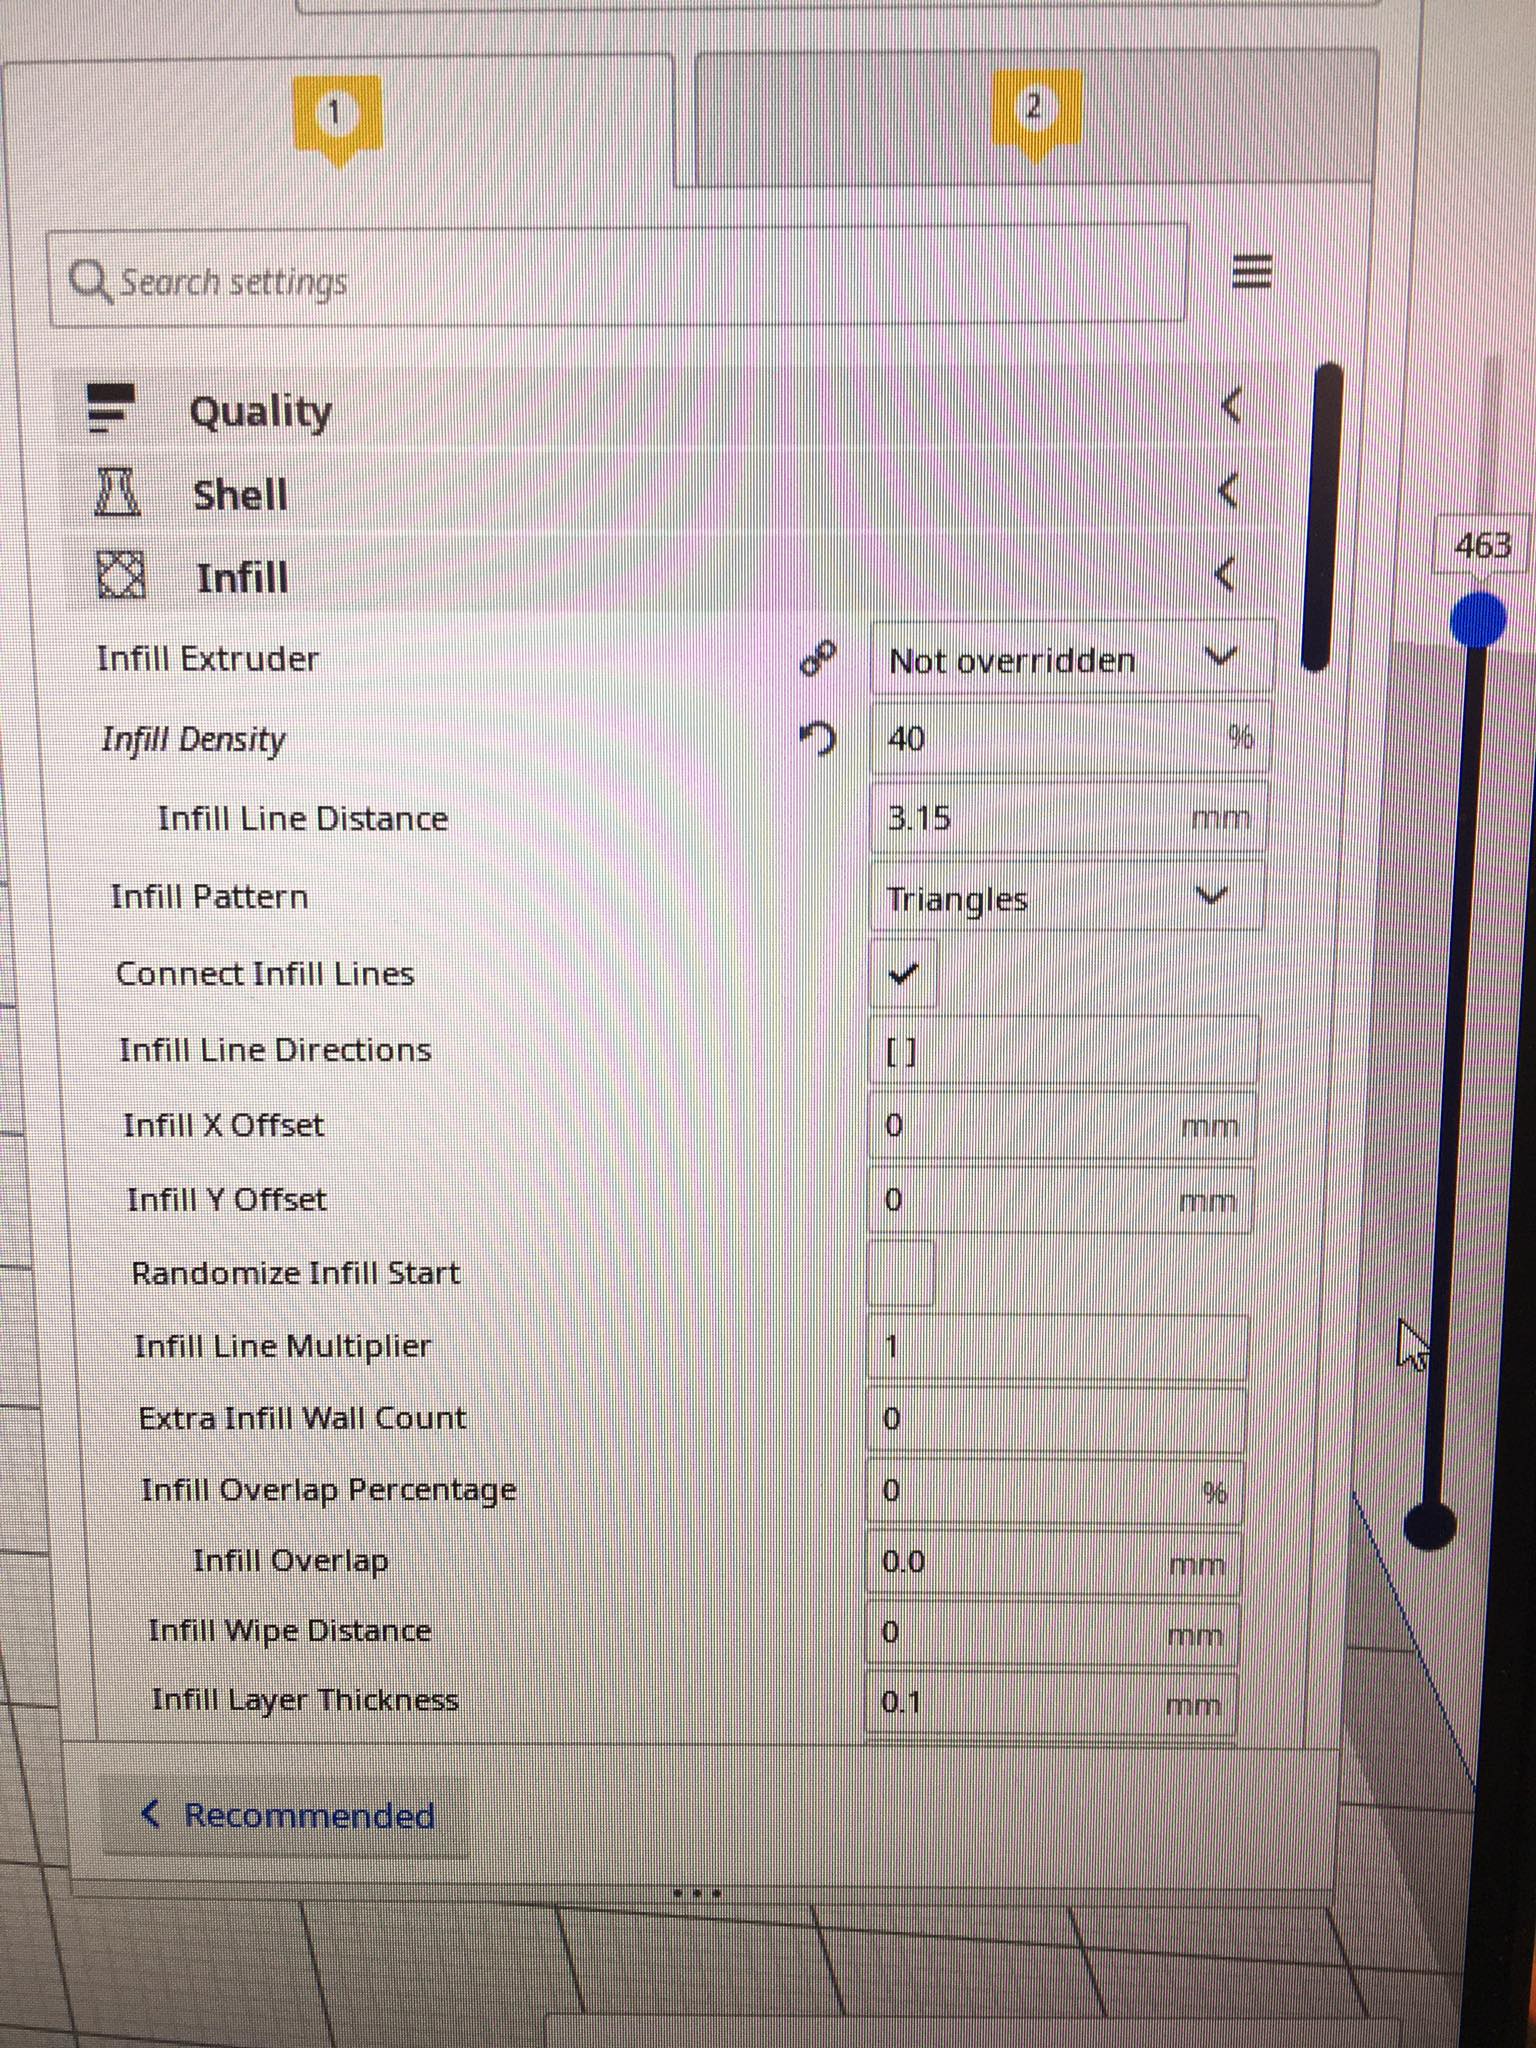 1
2
Search settings
Quality
Shell
Infill
463
Infill Extruder Not overridden
Infill Density 40 %
Infill Line Distance 3.15 mm
Infill Pattern Triangles
Connect Infill Lines
Infill Line Directions [ ]
Infill X Offset 0 mm
Infill Y Offset 0 mm
Randomize Infill Start
Infill Line Multiplier 1
Extra Infill Wall Count 0
Infill Overlap Percentage 0 %
Infill Overlap 0.0 mm
Infill Wipe Distance 0 mm
Infill Layer Thickness 0.1 mm
Recommended